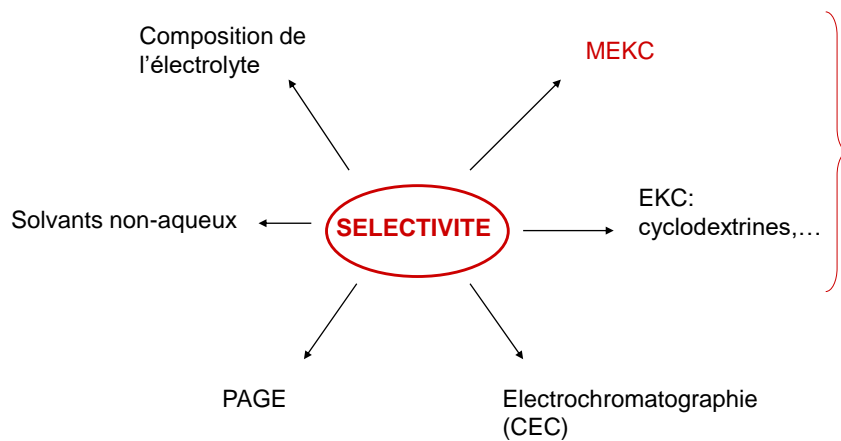 Composition de
l'électrolyte
MEKC
Solvants non-aqueux
SELECTIVITE
EKC:
cyclodextrines,…
PAGE
Electrochromatographie
(CEC)